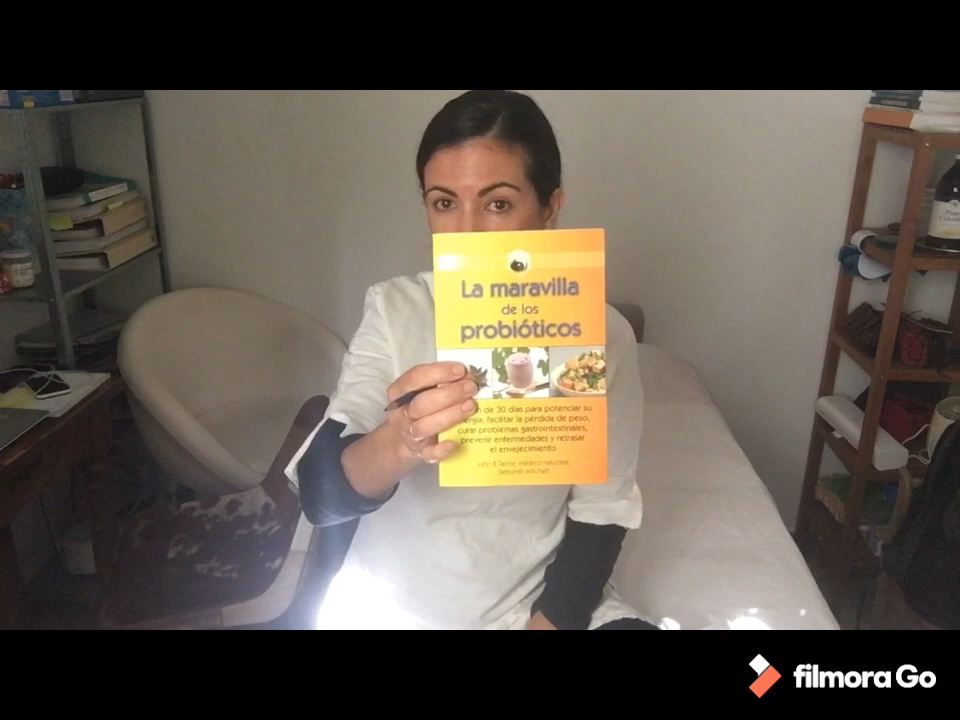 La maravilla
de los
probióticos
de 30 días para potenciar su
energía, facilitar la pérdida de peso,
curar problemas gastrointestinales,
prevenir enfermedades y retrasar
el envejecimiento
John R. Taylor, médico naturista,
Deborah Mitchell
filmora Go